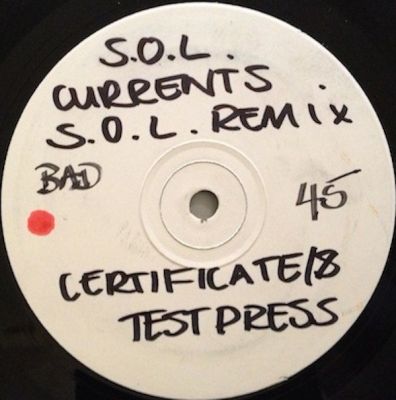 S.O.L.
CURRENTS.
S.O.L. REMIX
BAD
45
CERTIFICATE/18
TEST PRESS